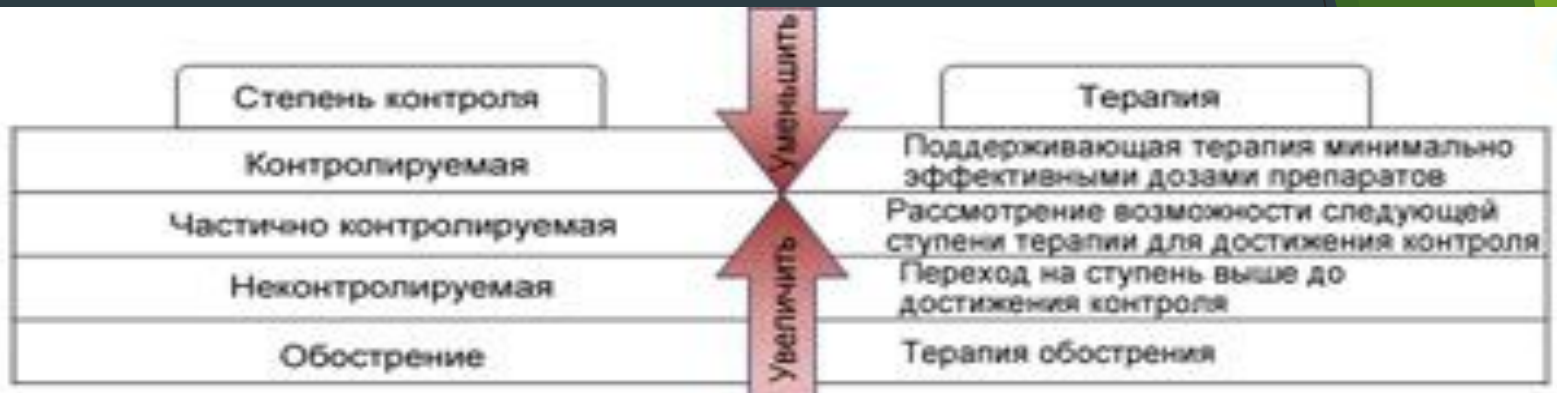 Степень контроля
Уменьшить
Терапия
Контролируемая
Поддерживающая терапия минимально
эффективными дозами препаратов
Частично контролируемая
Рассмотрение возможности следующей
ступени терапии для достижения контроля
Неконтролируемая
Переход на ступень выше до
достижения контроля
Увеличить
Обострение
Терапия обострения